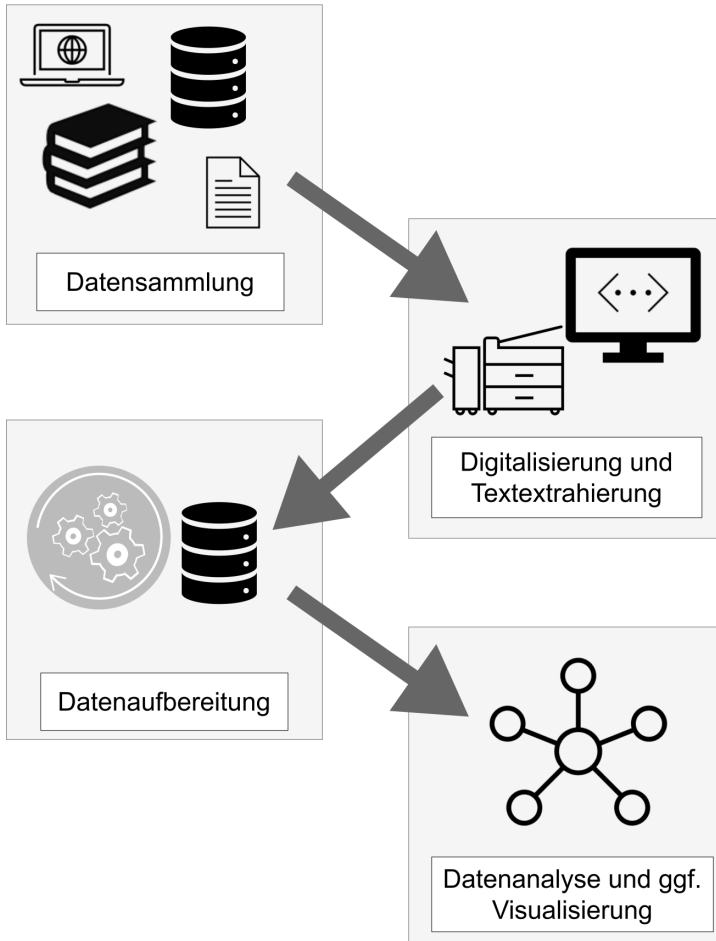 Datensammlung
Digitalisierung und
Textextrahierung
Datenaufbereitung
Datenanalyse und ggf.
Visualisierung